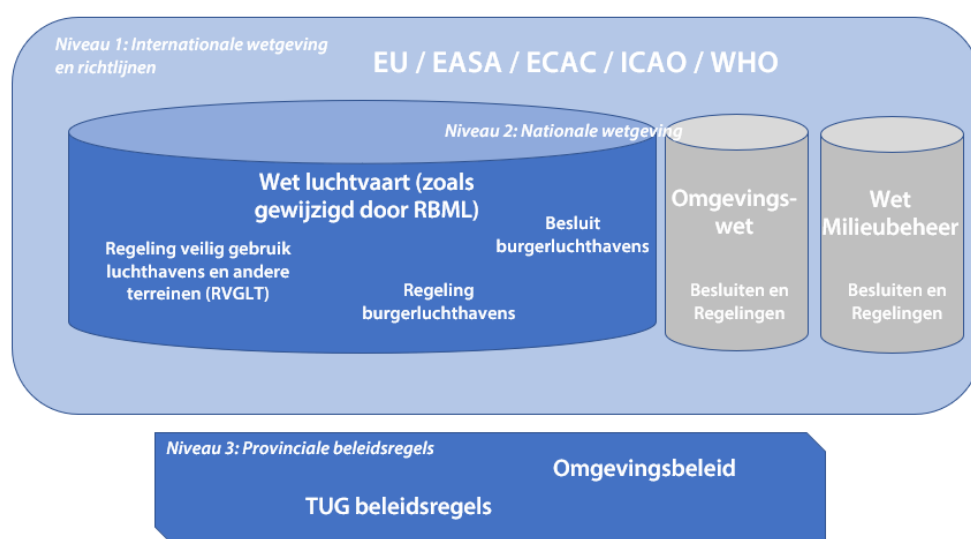 Niveau 1: Internationale wetgeving
en richtlijnen
EU / EASA / ECAC / ICAO / WHO
Niveau 2: Nationale wetgeving
Wet luchtvaart (zoals
gewijzigd door RBML)
Besluit
burgerluchthavens
Regeling veilig gebruik
luchthavens en andere
terreinen (RVGLT)
Regeling
burgerluchthavens
Omgevings-
wet
Besluiten en
Regelingen
Wet
Milieubeheer
Besluiten en
Regelingen
Niveau 3: Provinciale beleidsregels
Omgevingsbeleid
TUG beleidsregels